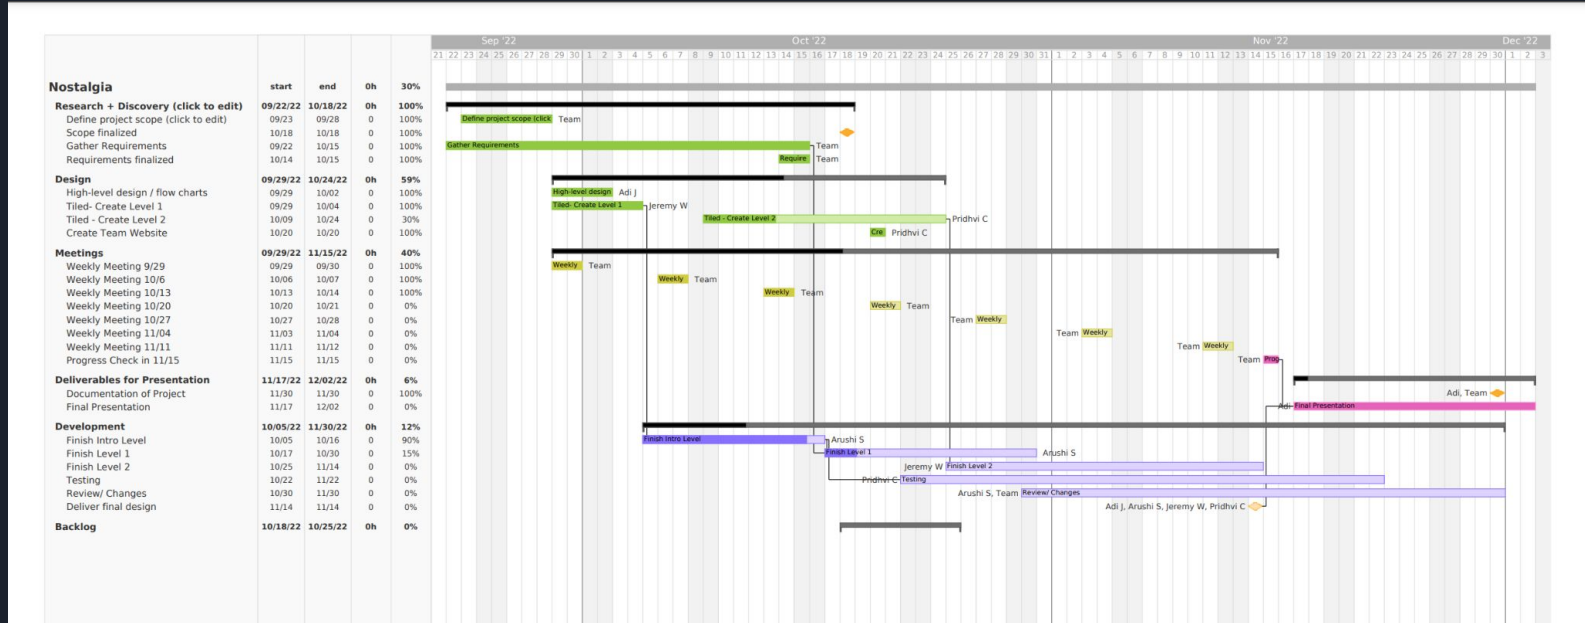 Sep '22 Oct '22 Nov '22 Dec '22
21 22 23 24 25 26 27 28 29 30 1 2 3 4 5 6 7 8 9 10 11 12 13 14 15 16 17 18 19 20 21 22 23 24 25 26 27 28 29 30 31 1 2 3 4 5 6 7 8 9 10 11 12 13 14 15 16 17 18 19 20 21 22 23 24 25 26 27 28 29 30 1 2 3
Nostalgia start end 0h 30%
Research + Discovery (click to edit) 09/22/22 10/18/22 0h 100%
Define project scope (click to edit) 09/23 09/28 0 100% Define project scope (click Team
Scope finalized 10/18 10/18 0 100%
Gather Requirements 09/22 10/15 0 100% Gather Requirements Team
Requirements finalized 10/14 10/15 0 100% Require Team
Design 09/29/22 10/24/22 0h 59%
High-level design / flow charts 09/29 10/02 0 100% High-level design Adi J
Tiled- Create Level 1 09/29 10/04 0 100% Tiled- Create Level 1 Jeremy W
Tiled - Create Level 2 10/09 10/24 0 30% Tiled - Create Level 2 Pridhvi C
Create Team Website 10/20 10/20 0 100% Cre Pridhvi C
Meetings 09/29/22 11/15/22 0h 40%
Weekly Meeting 9/29 09/29 09/30 0 100% Weekly Team
Weekly Meeting 10/6 10/06 10/07 0 100% Weekly Team
Weekly Meeting 10/13 10/13 10/14 0 100% Weekly Team
Weekly Meeting 10/20 10/20 10/21 0 0% Weekly Team
Weekly Meeting 10/27 10/27 10/28 0 0% Team Weekly
Weekly Meeting 11/04 11/03 11/04 0 0% Team Weekly
Weekly Meeting 11/11 11/11 11/12 0 0% Team Weekly
Progress Check in 11/15 11/15 11/15 0 0% Team Prog
Deliverables for Presentation 11/17/22 12/02/22 0h 6%
Documentation of Project 11/30 11/30 0 100% Adi, Team
Final Presentation 11/17 12/02 0 0% Adi Final Presentation
Development 10/05/22 11/30/22 0h 12%
Finish Intro Level 10/05 10/16 0 90% Finish Intro Level Arushi S
Finish Level 1 10/17 10/30 0 15% Finish Level 1 Arushi S
Finish Level 2 10/25 11/14 0 0% Jeremy W Finish Level 2
Testing 10/22 11/22 0 0% Pridhvi C Testing
Review/ Changes 10/30 11/30 0 0% Arushi S, Team Review/ Changes
Deliver final design 11/14 11/14 0 0% Adi J, Arushi S, Jeremy W, Pridhvi C
Backlog 10/18/22 10/25/22 0h 0%